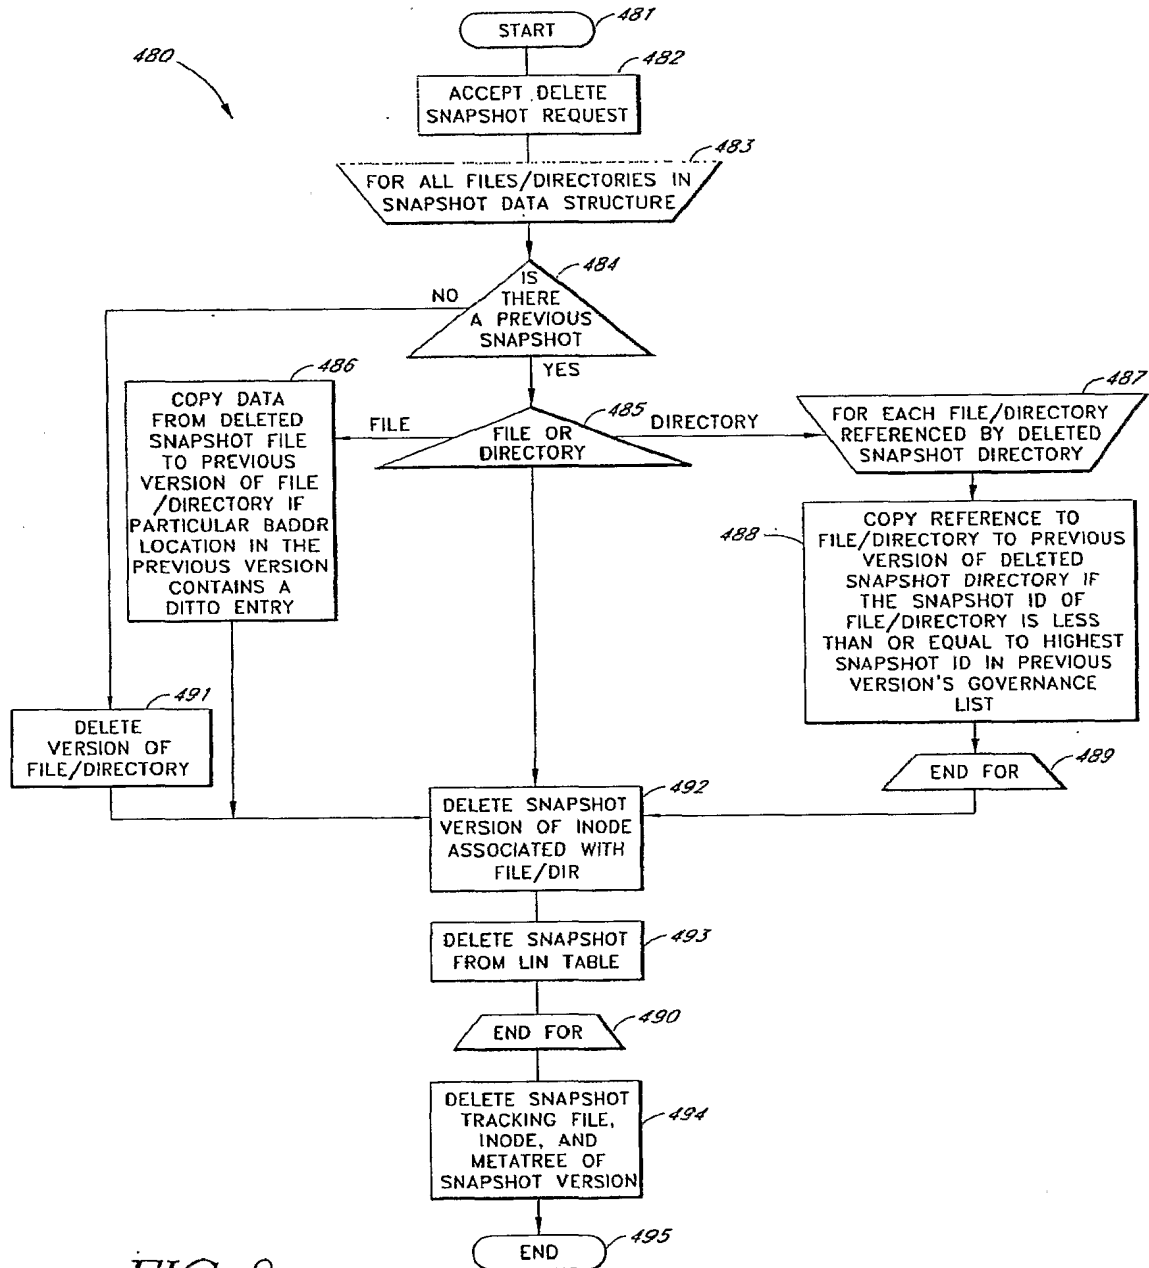 START
481
480
482
ACCEPT DELETE
SNAPSHOT REQUEST
483
FOR ALL FILES/DIRECTORIES IN
SNAPSHOT DATA STRUCTURE
484
IS
THERE
A PREVIOUS
SNAPSHOT
NO
YES
486
COPY DATA
FROM DELETED
SNAPSHOT FILE
TO PREVIOUS
VERSION OF FILE
/DIRECTORY IF
PARTICULAR BADDR
LOCATION IN THE
PREVIOUS VERSION
CONTAINS A
DITTO ENTRY
FILE
485
FILE OR
DIRECTORY
DIRECTORY
487
FOR EACH FILE/DIRECTORY
REFERENCED BY DELETED
SNAPSHOT DIRECTORY
488
COPY REFERENCE TO
FILE/DIRECTORY TO PREVIOUS
VERSION OF DELETED
SNAPSHOT DIRECTORY IF
THE SNAPSHOT ID OF
FILE/DIRECTORY IS LESS
THAN OR EQUAL TO HIGHEST
SNAPSHOT ID IN PREVIOUS
VERSION'S GOVERNANCE
LIST
491
DELETE
VERSION OF
FILE/DIRECTORY
489
END FOR
492
DELETE SNAPSHOT
VERSION OF INODE
ASSOCIATED WITH
FILE/DIR
493
DELETE SNAPSHOT
FROM LIN TABLE
490
END FOR
494
DELETE SNAPSHOT
TRACKING FILE,
INODE, AND
METATREE OF
SNAPSHOT VERSION
END
495